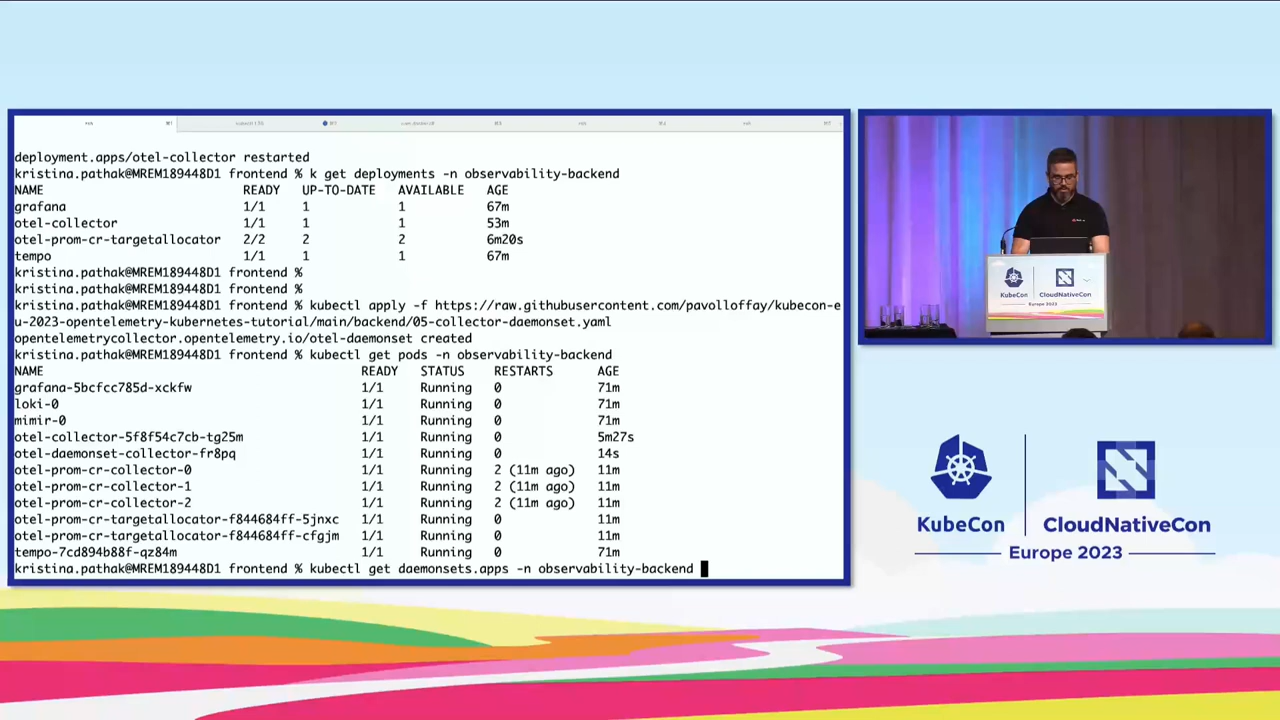 deployment.apps/otel-collector restarted
kristina.pathak@MREM189448D1 frontend % k get deployments -n observability-backend
NAME READY UP-TO-DATE AVAILABLE AGE
grafana 1/1 1 1 67m
otel-collector 1/1 1 1 53m
otel-prom-cr-targetallocator 2/2 2 2 6m20s
tempo 1/1 1 1 67m
kristina.pathak@MREM189448D1 frontend %
kristina.pathak@MREM189448D1 frontend %
kristina.pathak@MREM189448D1 frontend % kubectl apply -f https://raw.githubusercontent.com/pavolloffay/kubecon-e
u-2023-opentelemetry-kubernetes-tutorial/main/backend/05-collector-daemonset.yaml
opentelemetrycollector.opentelemetry.io/otel-daemonset created
kristina.pathak@MREM189448D1 frontend % kubectl get pods -n observability-backend
NAME READY STATUS RESTARTS AGE
grafana-5bcfcc785d-xckfw 1/1 Running 0 71m
loki-0 1/1 Running 0 71m
mimir-0 1/1 Running 0 71m
otel-collector-5f8f54c7cb-tg25m 1/1 Running 0 5m27s
otel-daemonset-collector-fr8pq 1/1 Running 0 14s
otel-prom-cr-collector-0 1/1 Running 2 (11m ago) 11m
otel-prom-cr-collector-1 1/1 Running 2 (11m ago) 11m
otel-prom-cr-collector-2 1/1 Running 2 (11m ago) 11m
otel-prom-cr-targetallocator-f844684ff-5jnxc 1/1 Running 0 11m
otel-prom-cr-targetallocator-f844684ff-cfgjm 1/1 Running 0 11m
tempo-7cd894b88f-qz84m 1/1 Running 0 71m
kristina.pathak@MREM189448D1 frontend % kubectl get daemonsets.apps -n observability-backend
KubeCon CloudNativeCon
Europe 2023
KubeCon CloudNativeCon
Europe 2023